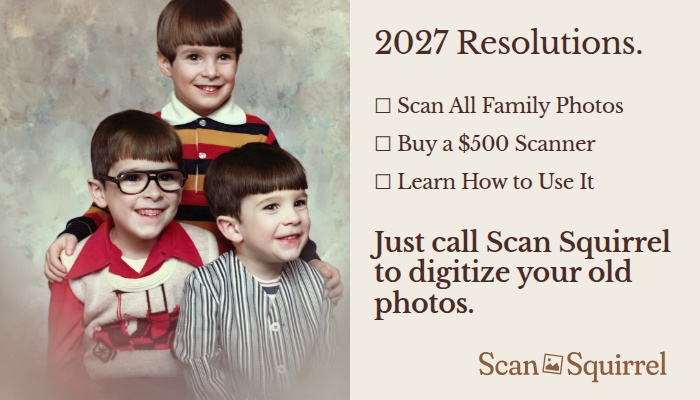 2027 Resolutions.
☐ Scan All Family Photos
☐ Buy a $500 Scanner
☐ Learn How to Use It
Just call Scan Squirrel
to digitize your old
photos.
Scan Squirrel